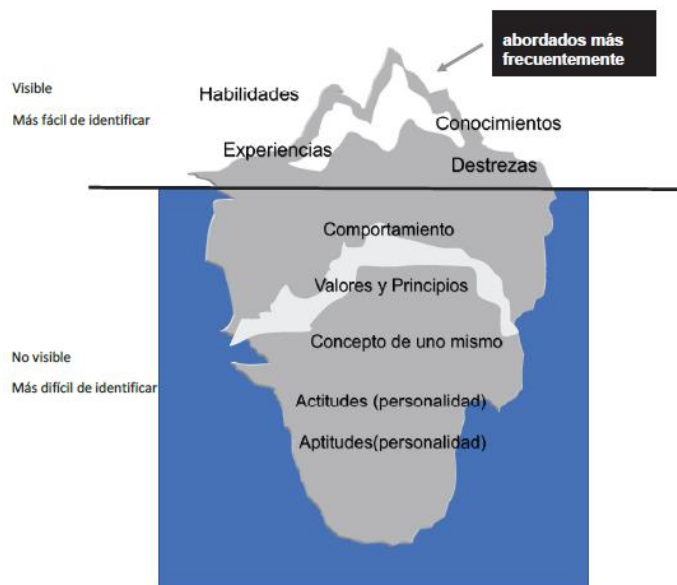 abordados más
frecuentemente
Visible
Habilidades
Más fácil de identificar
Conocimientos
Experiencias
Destrezas
Comportamiento
Valores y Principios
Concepto de uno mismo
No visible
Más difícil de identificar
Actitudes (personalidad)
Aptitudes(personalidad)